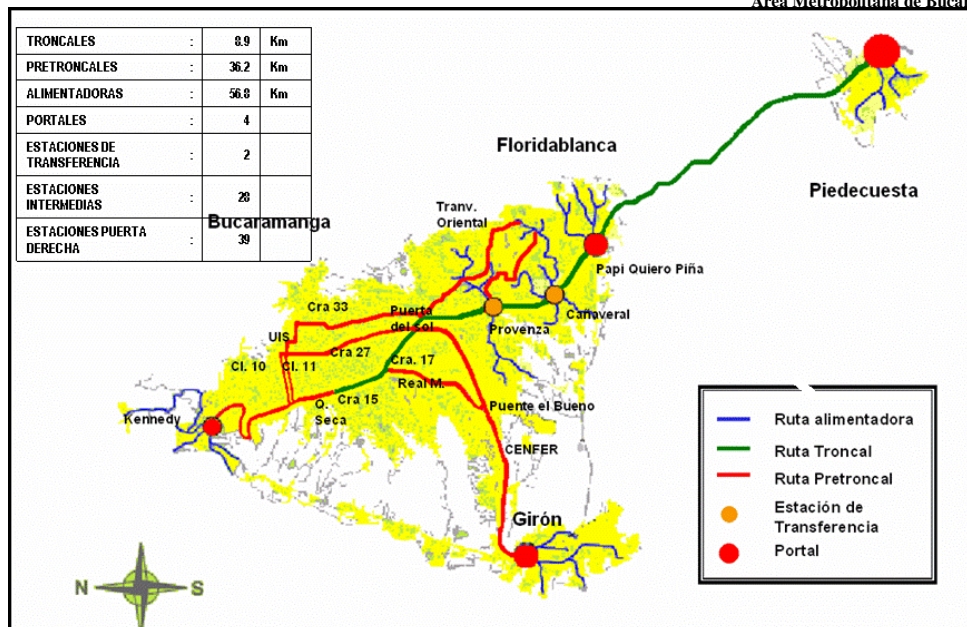 Area Metropolitana de Bucar
TRONCALES : 8.9 Km
PRETRONCALES : 36.2 Km
ALIMENTADORAS : 56.8 Km
PORTALES : 4
ESTACIONES DE
TRANSFERENCIA : 2
ESTACIONES
INTERMEDIAS : 28
ESTACIONES PUERTA
DERECHA : 39
Bucaramanga
Floridablanca
Piedecuesta
Tranv.
Oriental
Papi Quiero Piña
Cañaveral
Provenza
Cra 33
Puerta
del sol
UIS
Cra 27
Cl. 10
Cl. 11
Cra. 17
Real M.
Cra 15
Q.
Seca
Kennedy
Puente el Bueno
CENFER
Girón
Ruta alimentadora
Ruta Troncal
Ruta Pretroncal
Estación de
Transferencia
Portal
N S